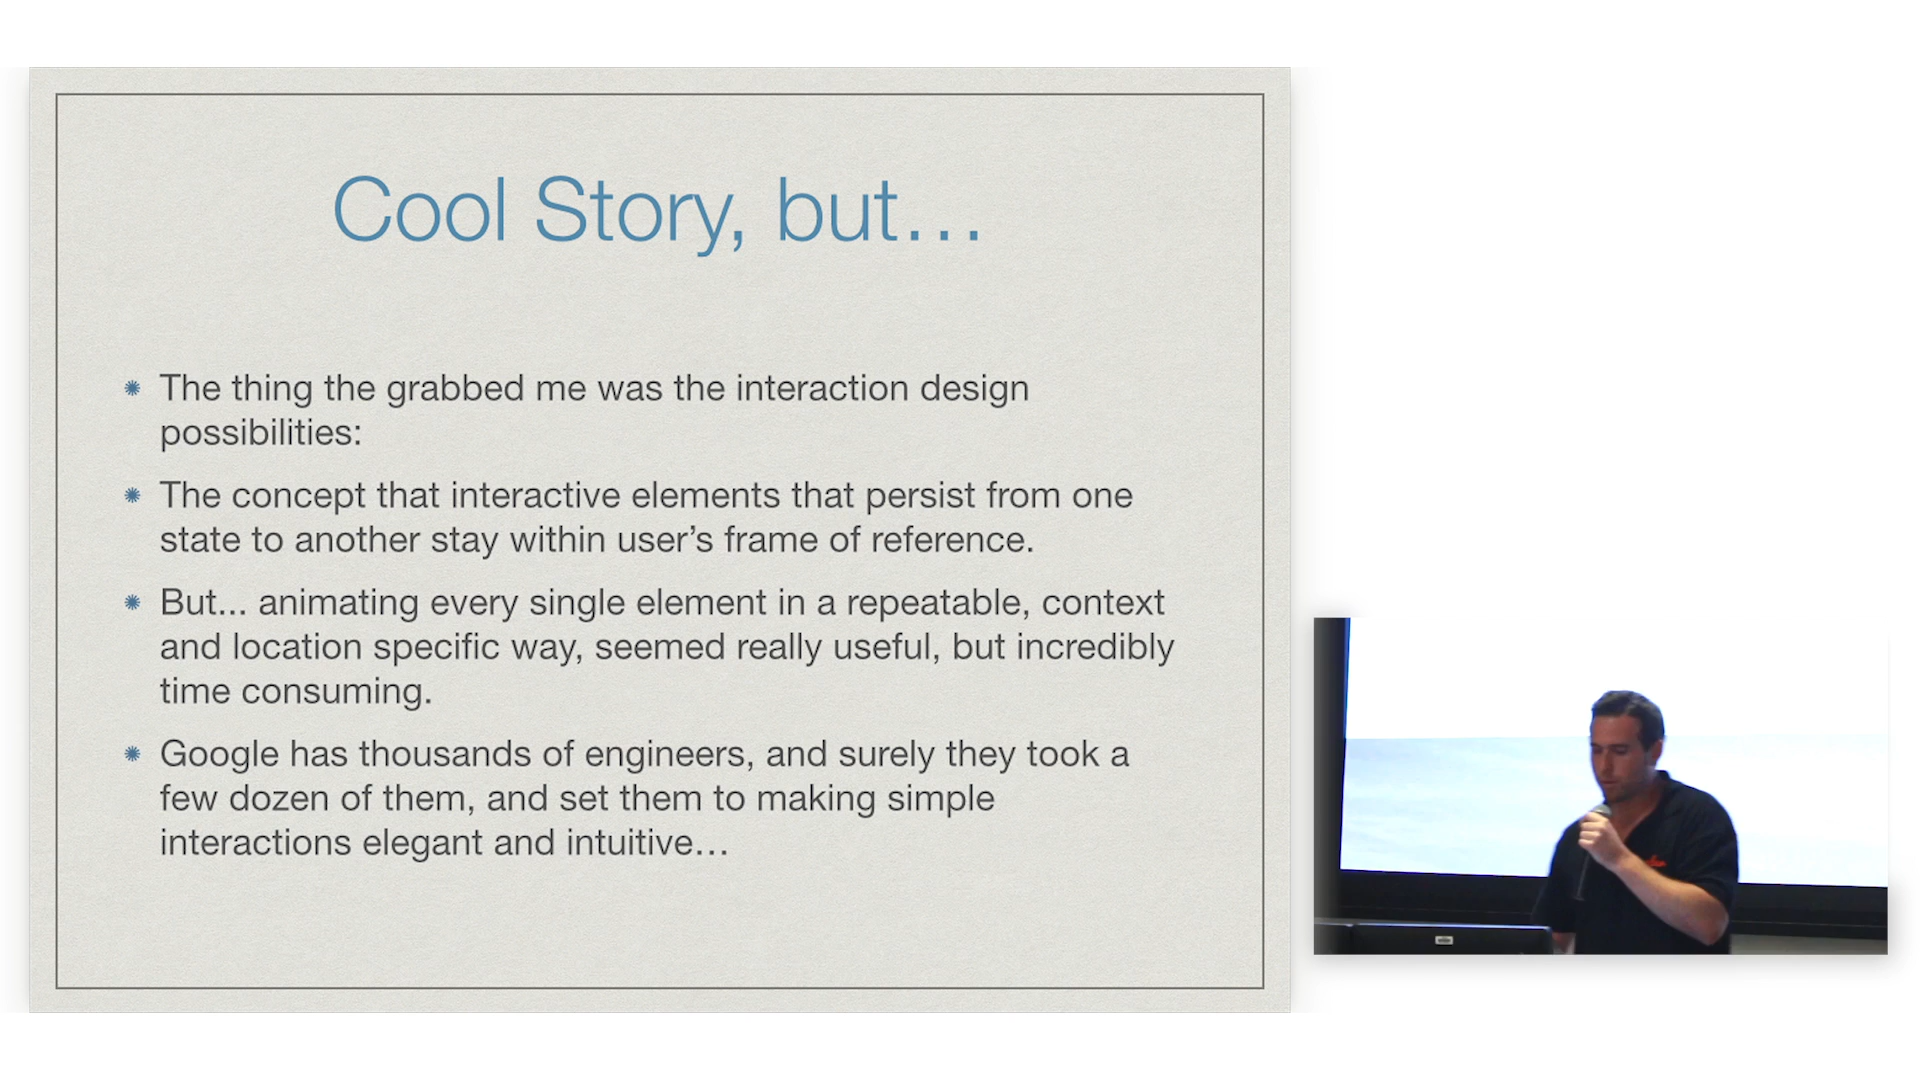 Cool Story, but…
The thing the grabbed me was the interaction design
possibilities:
The concept that interactive elements that persist from one
state to another stay within user’s frame of reference.
But... animating every single element in a repeatable, context
and location specific way, seemed really useful, but incredibly
time consuming.
Google has thousands of engineers, and surely they took a
few dozen of them, and set them to making simple
interactions elegant and intuitive…